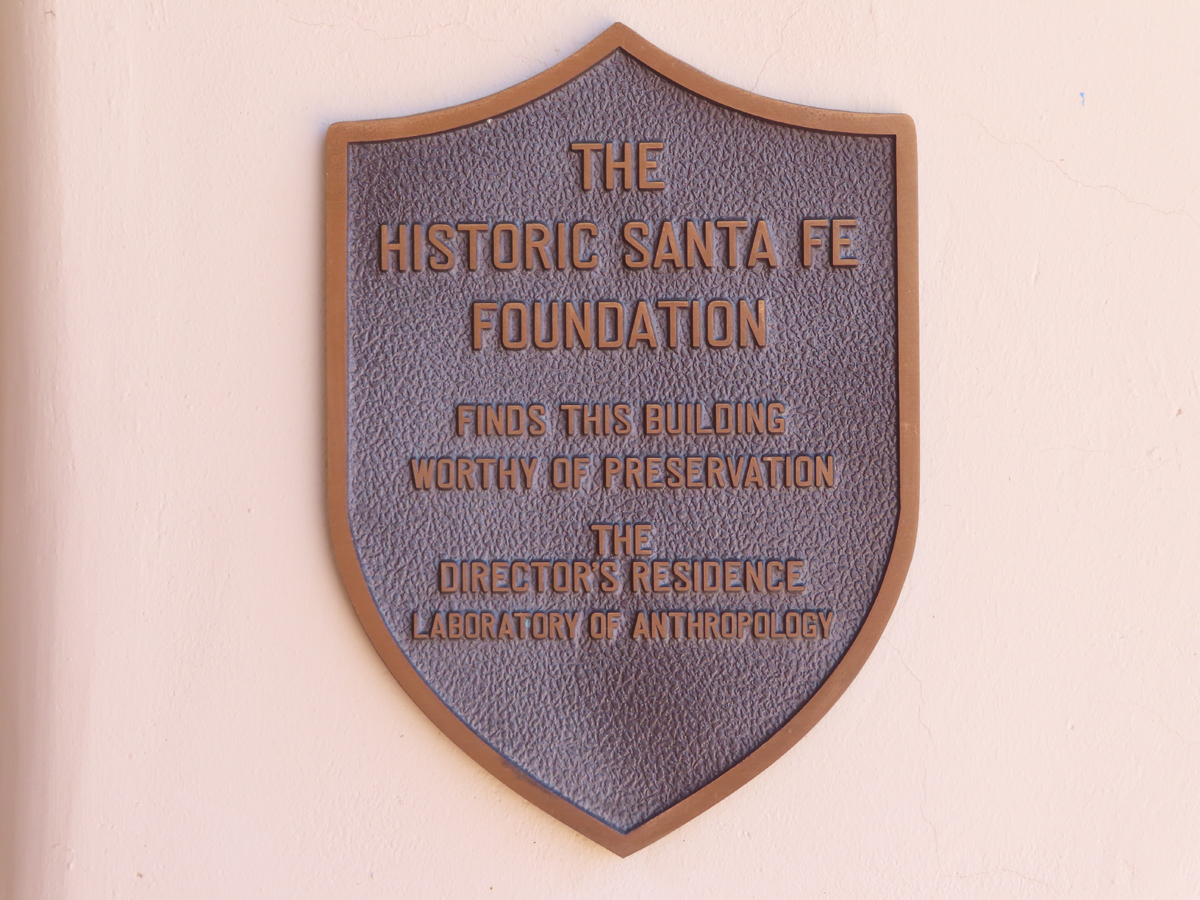 THE
HISTORIC SANTA FE
FOUNDATION
FINDS THIS BUILDING
WORTHY OF PRESERVATION
THE
DIRECTOR'S RESIDENCE
LABORATORY OF ANTHROPOLOGY